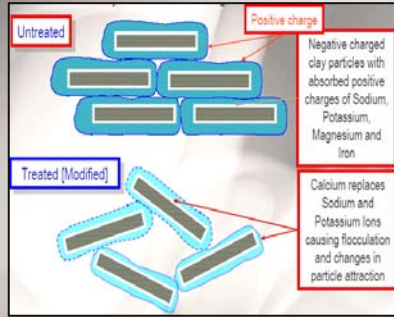 Untreated
Positive charge
Negative charged
clay particles with
absorbed positive
charges of Sodium,
Potassium,
Magnesium and
Iron
Treated [Modified]
Calcium replaces
Sodium and
Potassium Ions
causing flocculation
and changes in
particle attraction